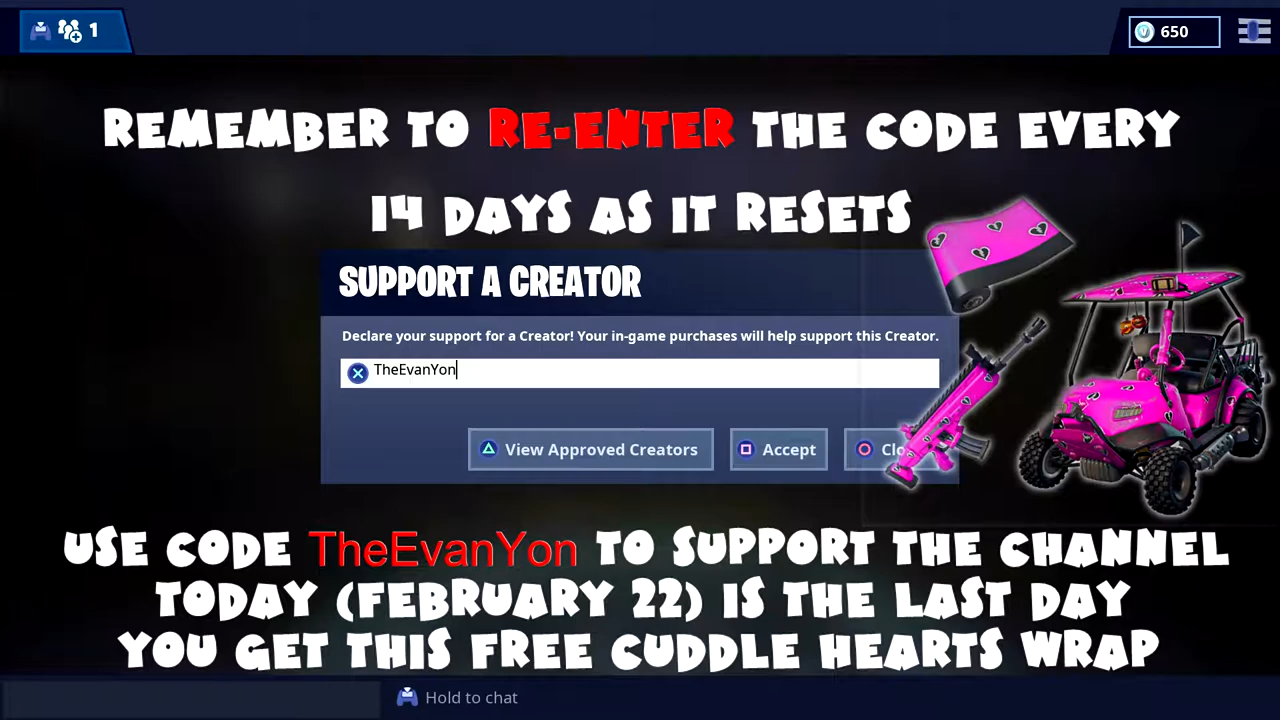 1
650
REMEMBER TO RE-ENTER THE CODE EVERY
14 DAYS AS IT RESETS
SUPPORT A CREATOR
Declare your support for a Creator! Your in-game purchases will help support this Creator.
TheEvanYon
View Approved Creators
Accept
Clo
USE CODE TheEvanYon TO SUPPORT THE CHANNEL
TODAY (FEBRUARY 22) IS THE LAST DAY
YOU GET THIS FREE CUDDLE HEARTS WRAP
Hold to chat